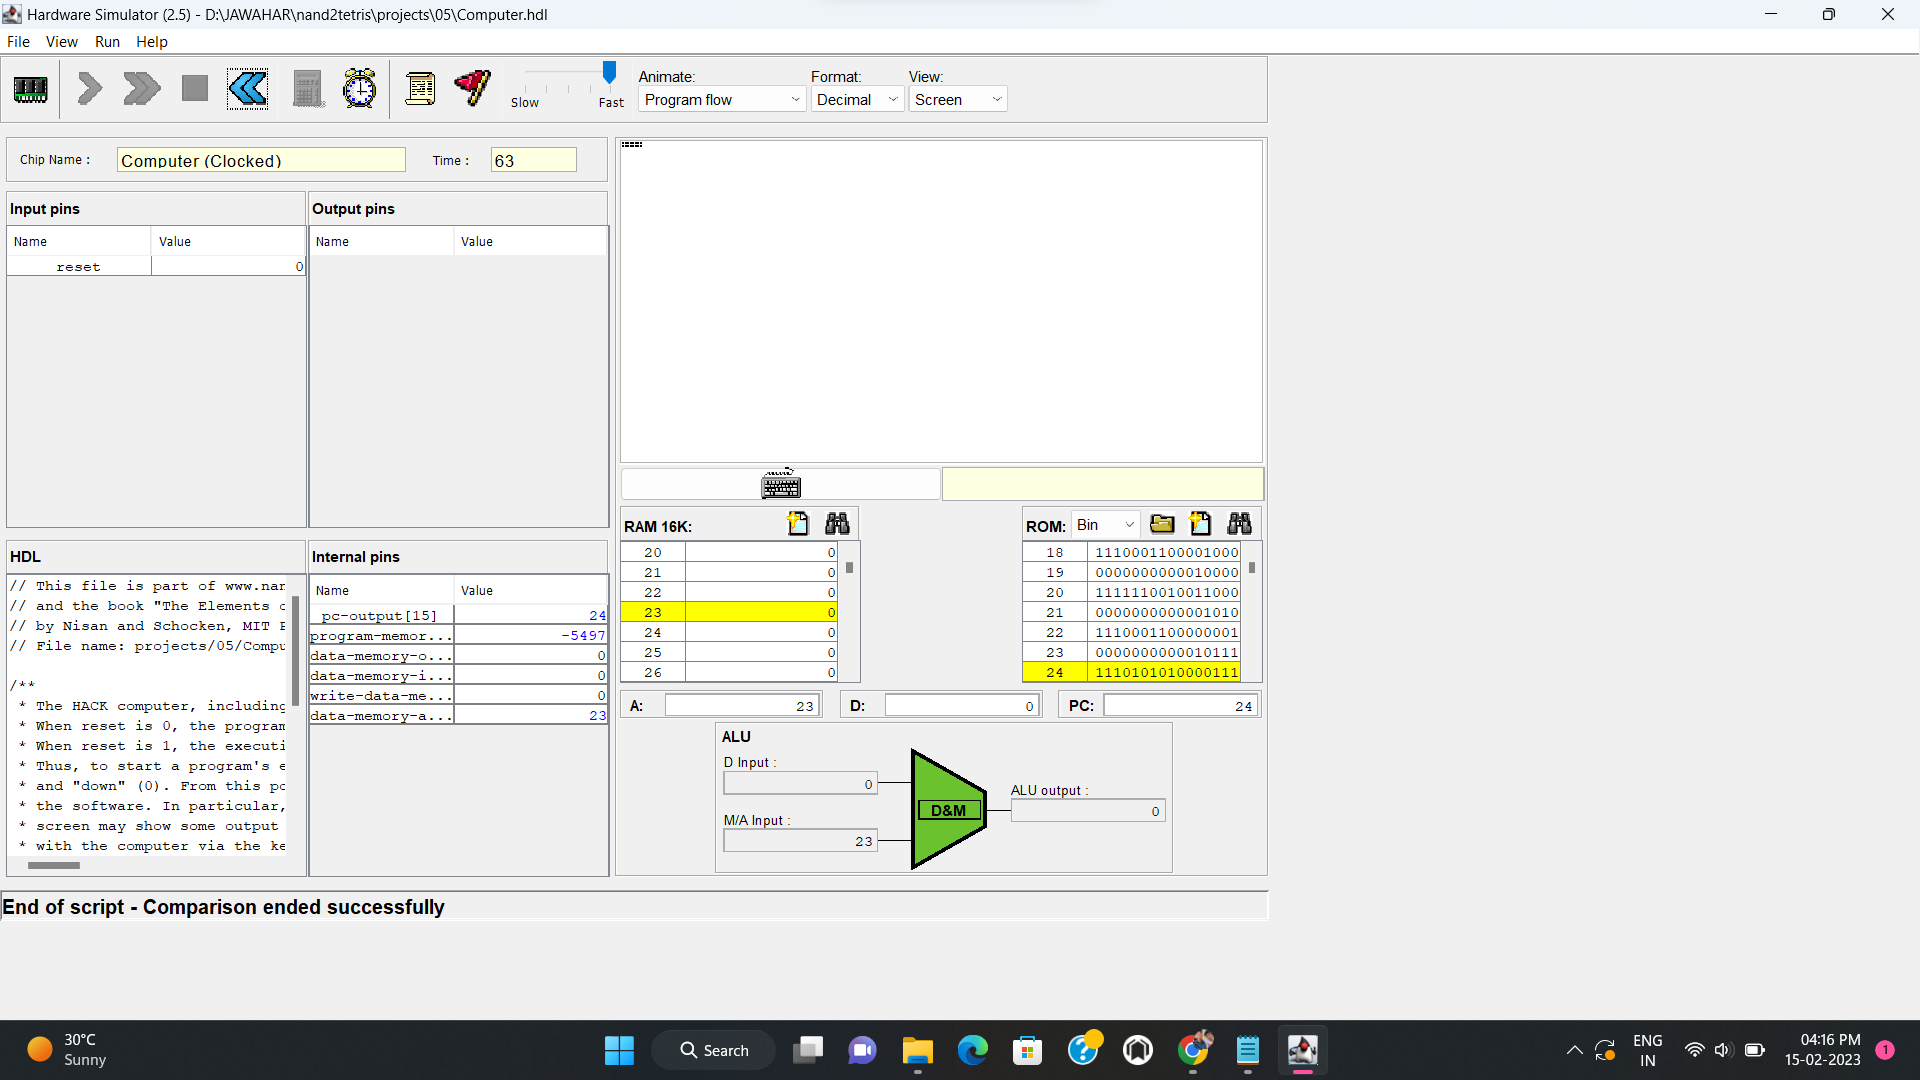 Hardware Simulator (2.5) - D:\JAWAHAR\nand2tetris\projects\05\Computer.hdl
File View Run Help
Slow Fast
Animate: Format: View:
Program flow Decimal Screen
Chip Name : Computer (Clocked) Time : 63
Input pins Output pins
Name Value Name Value
reset 0
RAM 16K: ROM: Bin
20 0 18 1110001100001000
21 0 19 0000000000010000
22 0 20 1111110010011000
23 0 21 0000000000001010
24 0 22 1110001100000001
25 0 23 0000000000010111
26 0 24 1110101010000111
A: 23 D: 0 PC: 24
ALU
D Input :
0
M/A Input :
23
D&M
ALU output :
0
HDL
// This file is part of www.nan
// and the book "The Elements o
// by Nisan and Schocken, MIT P
// File name: projects/05/Compu
/**
* The HACK computer, including
* When reset is 0, the program
* When reset is 1, the executi
* Thus, to start a program's e
* and "down" (0). From this po
* the software. In particular,
* screen may show some output
* with the computer via the ke
Internal pins
Name Value
pc-output[15] 24
program-memor... -5497
data-memory-o... 0
data-memory-i... 0
write-data-me... 0
data-memory-a... 23
End of script - Comparison ended successfully
30°C
Sunny
Search
ENG
IN
04:16 PM
15-02-2023
1